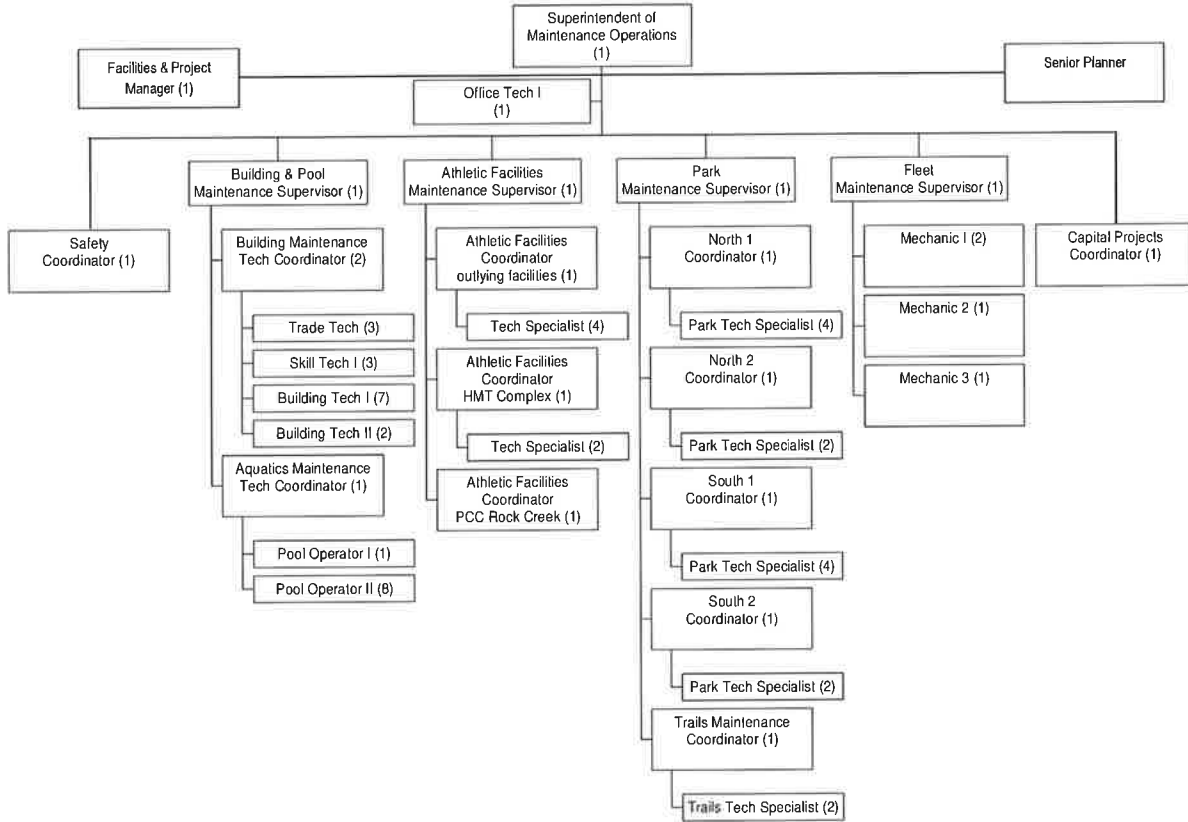 Superintendent of
Maintenance Operations
(1)
Facilities & Project
Manager (1)
Senior Planner
Office Tech I
(1)
Safety
Coordinator (1)
Building & Pool
Maintenance Supervisor (1)
Building Maintenance
Tech Coordinator (2)
Trade Tech (3)
Skill Tech I (3)
Building Tech I (7)
Building Tech II (2)
Aquatics Maintenance
Tech Coordinator (1)
Pool Operator I (1)
Pool Operator II (8)
Athletic Facilities
Maintenance Supervisor (1)
Athletic Facilities
Coordinator
outlying facilities (1)
Tech Specialist (4)
Athletic Facilities
Coordinator
HMT Complex (1)
Tech Specialist (2)
Athletic Facilities
Coordinator
PCC Rock Creek (1)
Park
Maintenance Supervisor (1)
North 1
Coordinator (1)
Park Tech Specialist (4)
North 2
Coordinator (1)
Park Tech Specialist (2)
South 1
Coordinator (1)
Park Tech Specialist (4)
South 2
Coordinator (1)
Park Tech Specialist (2)
Trails Maintenance
Coordinator (1)
Trails Tech Specialist (2)
Fleet
Maintenance Supervisor (1)
Mechanic I (2)
Mechanic 2 (1)
Mechanic 3 (1)
Capital Projects
Coordinator (1)